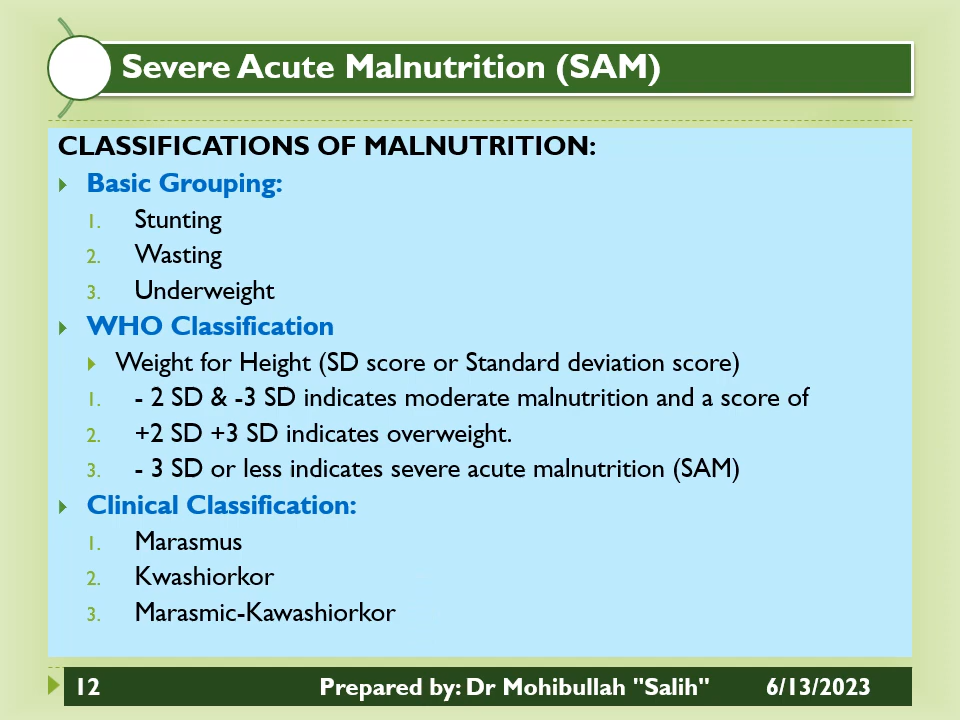 Severe Acute Malnutrition (SAM)
CLASSIFICATIONS OF MALNUTRITION:
Basic Grouping:
1. Stunting
2. Wasting
3. Underweight
WHO Classification
Weight for Height (SD score or Standard deviation score)
1. - 2 SD & -3 SD indicates moderate malnutrition and a score of
2. +2 SD +3 SD indicates overweight.
3. - 3 SD or less indicates severe acute malnutrition (SAM)
Clinical Classification:
1. Marasmus
2. Kwashiorkor
3. Marasmic-Kawashiorkor
12 Prepared by: Dr Mohibullah "Salih" 6/13/2023